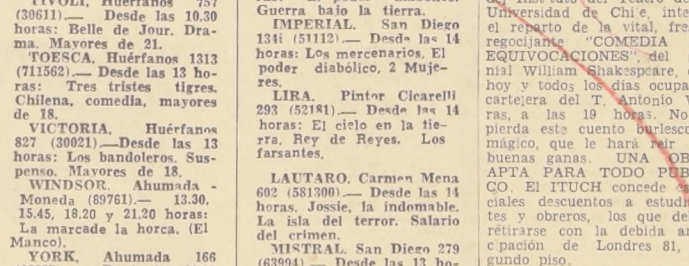 TIVOLI, Huérfanos 757
(30611).— Desde las 10.30
horas: Belle de Jour. Dra-
ma. Mayores de 21.
TOESCA, Huérfanos 1313
(711562).— Desde las 13 ho-
ras: Tres tristes tigres.
Chilena, comedia, mayores
de 18.
VICTORIA, Huérfanos
827 (30021).—Desde las 13
horas: Los bandoleros. Sus-
penso. Mayores de 18.
WINDSOR, Ahumada -
Moneda (89761).— 13.30,
15.45, 18.20 y 21.20 horas:
La marcade la horca. (El
Manco).
YORK, Ahumada 166
Guerra bajo la tierra.
IMPERIAL, San Diego
134i (51112).— Desde las 14
horas: Los mercenarios, El
poder diabólico, 2 Muje-
res.
LIRA, Pintor Cicarelli
293 (52181).— Desde las 14
horas: El cielo en la tie-
rra, Rey de Reyes. Los
farsantes.
LAUTARO, Carmen Mena
602 (581300).— Desde las 14
horas, Jossie, la indomable.
La isla del terror. Salario
del crimen.
MISTRAL, San Diego 279
(63994) — Desde las 13 ho-
del Instituto del Teatro de
Universidad de Chile, inte
el reparto de la vital, fre
regocijante "COMEDIA
EQUIVOCACIONES", del
nial William Shakespeare,
hoy y todos los días ocupa
cartelera del T. Antonio V
ras, a las 19 horas. No
pierda este cuento burlesco
mágico, que le hará reir
buenas ganas. UNA OB
APTA PARA TODO PUB
CO. El ITUCH concede es
ciales descuentos a estudi
tes y obreros, los que de
rétirarse con la debida an
cipación de Londres 81,
gundo piso.